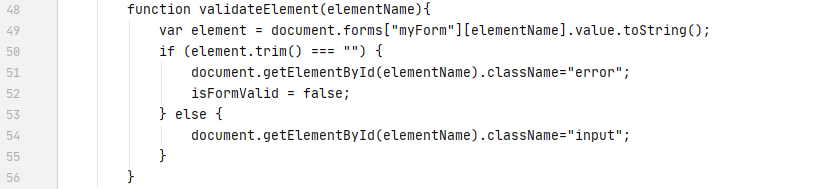 48 function validateElement(elementName){
49 var element = document.forms["myForm"][elementName].value.toString();
50 if (element.trim() === "") {
51 document.getElementById(elementName).className="error";
52 isFormValid = false;
53 } else {
54 document.getElementById(elementName).className="input";
55 }
56 }